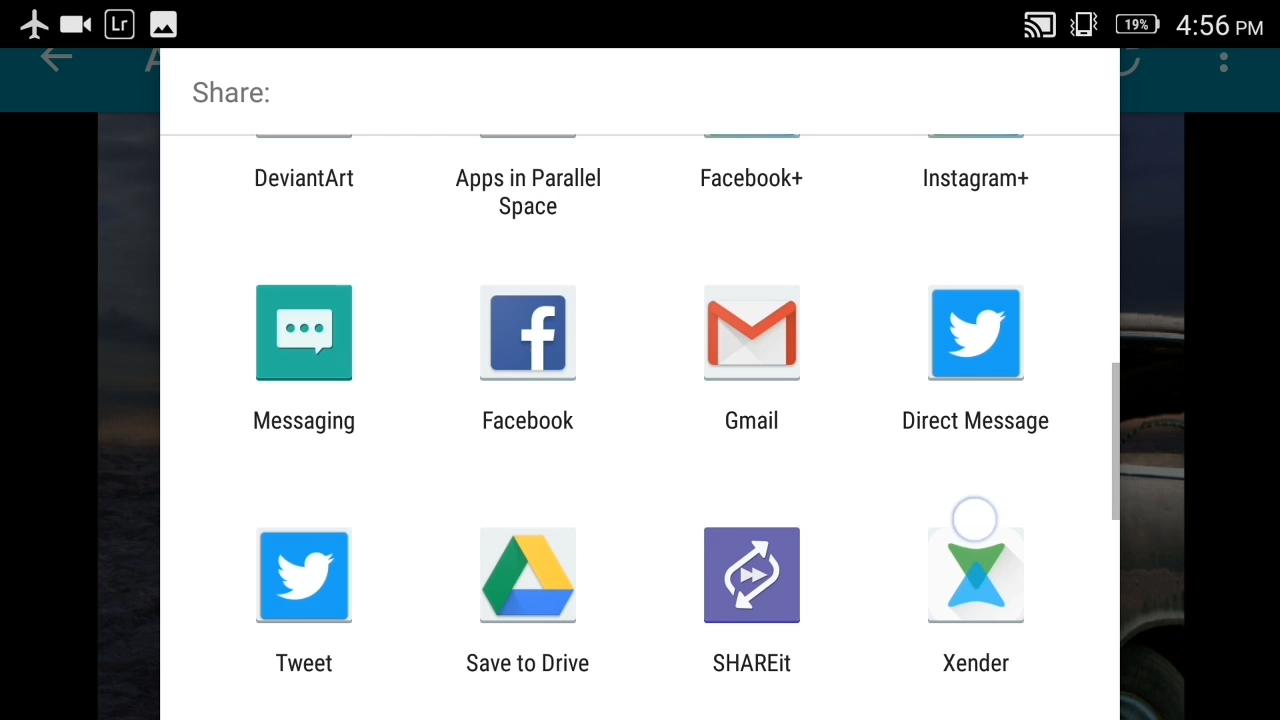 Lr
19%
4:56 PM
A
Share:
DeviantArt
Apps in Parallel
Space
Facebook+
Instagram+
Messaging
Facebook
Gmail
Direct Message
Tweet
Save to Drive
SHAREit
Xender